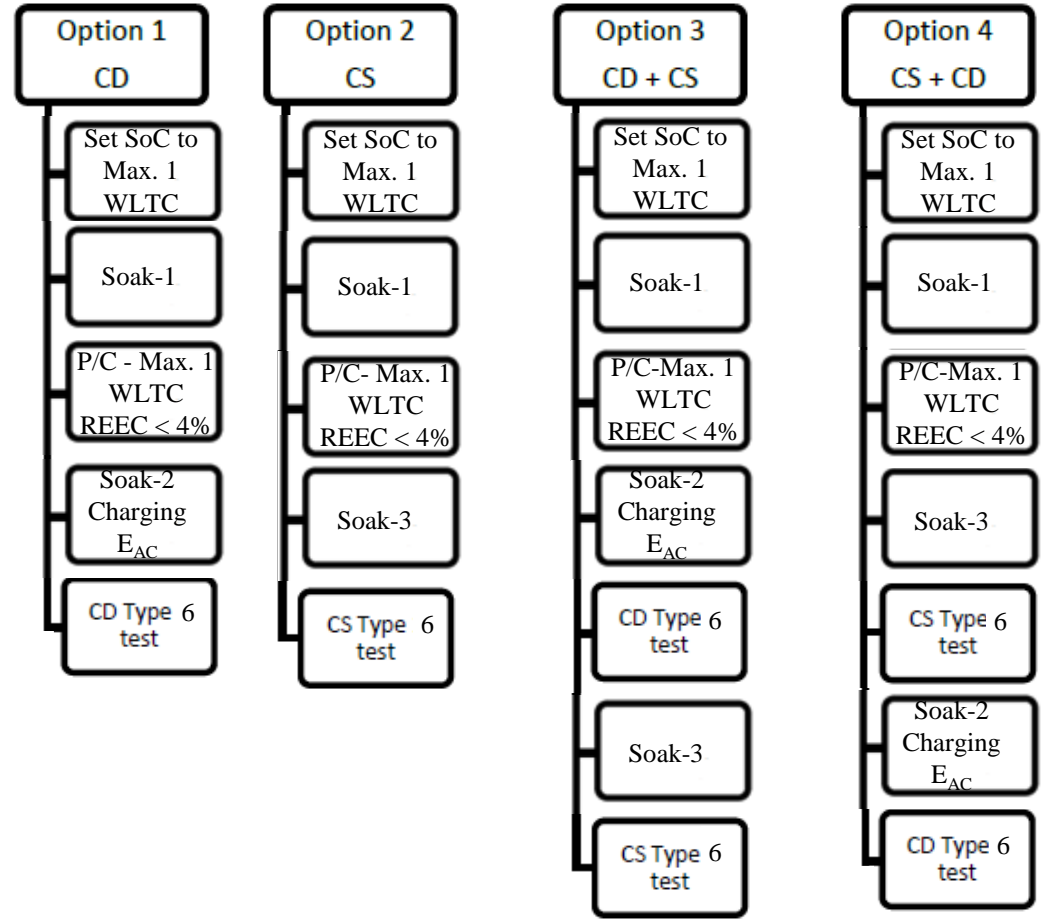 Option 1
CD
Set SoC to
Max. 1
WLTC
Soak-1
P/C - Max. 1
WLTC
REEC < 4%
Soak-2
Charging
E_AC
CD Type 6
test
Option 2
CS
Set SoC to
Max. 1
WLTC
Soak-1
P/C- Max. 1
WLTC
REEC < 4%
Soak-3
CS Type 6
test
Option 3
CD + CS
Set SoC to
Max. 1
WLTC
Soak-1
P/C-Max. 1
WLTC
REEC < 4%
Soak-2
Charging
E_AC
CD Type 6
test
Soak-3
CS Type 6
test
Option 4
CS + CD
Set SoC to
Max. 1
WLTC
Soak-1
P/C-Max. 1
WLTC
REEC < 4%
Soak-3
CS Type 6
test
Soak-2
Charging
E_AC
CD Type 6
test